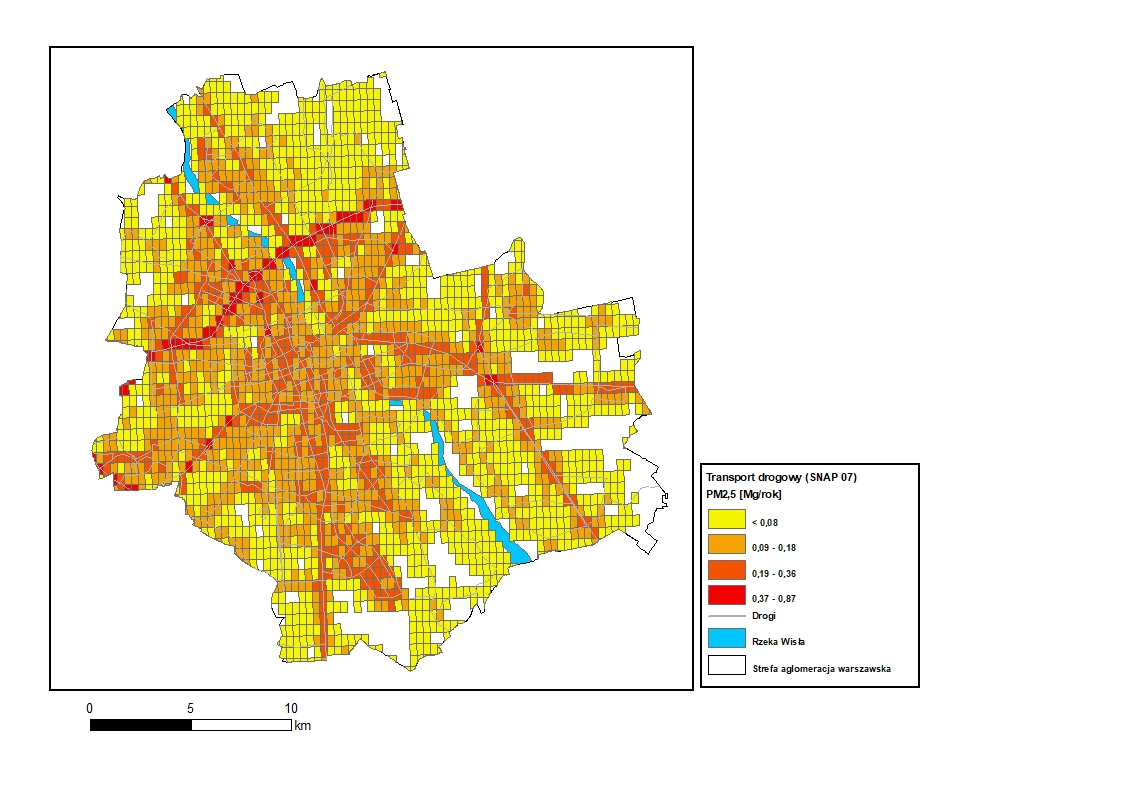 Transport drogowy (SNAP 07)
PM2,5 [Mg/rok]
< 0,08
0,09 - 0,18
0,19 - 0,36
0,37 - 0,87
Drogi
Rzeka Wisła
Strefa aglomeracja warszawska
0 5 10
km